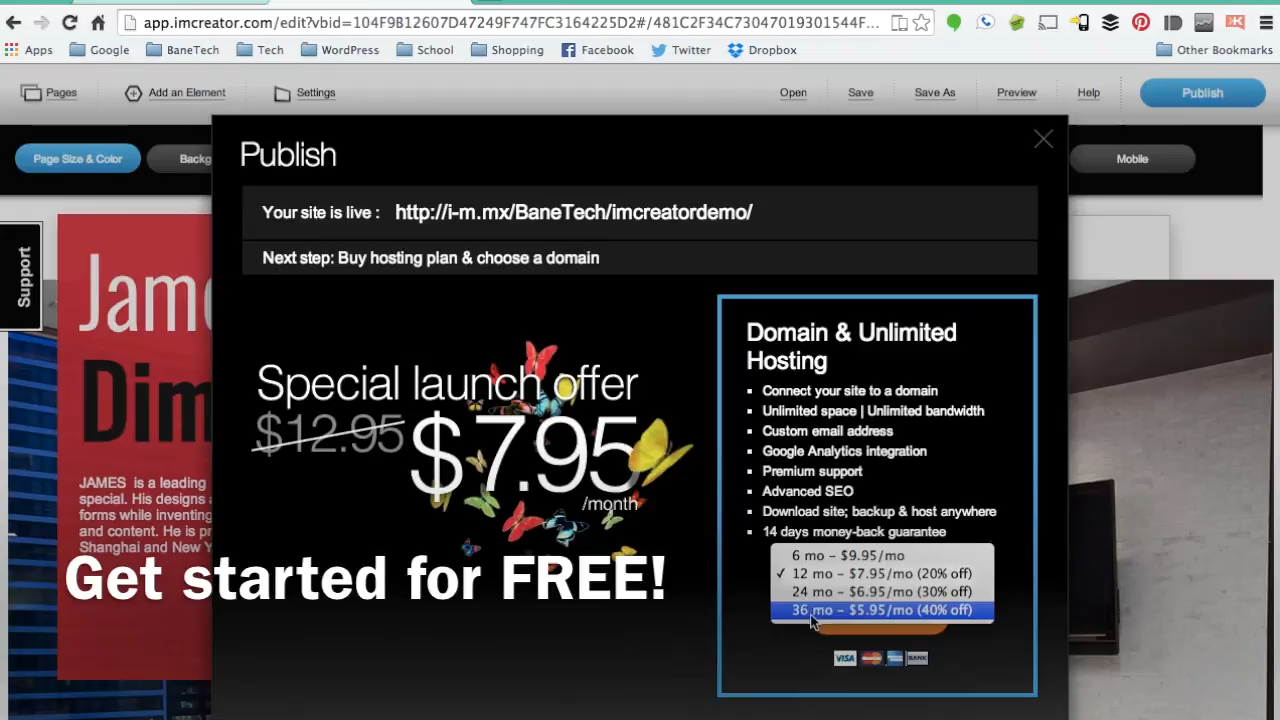 app.imcreator.com/edit?vbid=104F9B12607D47249F747FC3164225D2#/481C2F34C73047019301544F...
Apps Google BaneTech Tech WordPress School Shopping Facebook Twitter Dropbox Other Bookmarks
Pages Add an Element Settings Open Save Save As Preview Help Publish
Page Size & Color Backg Mobile
Publish
Your site is live : http://i-m.mx/BaneTech/imcreatordemo/
Next step: Buy hosting plan & choose a domain
Support
Jame
Dim
JAMES is a leading
special. His designs a
forms while inventing
and content. He is pr
Shanghai and New Y
Special launch offer
$12.95 $7.95
/month
Get started for FREE!
Domain & Unlimited
Hosting
Connect your site to a domain
Unlimited space | Unlimited bandwidth
Custom email address
Google Analytics integration
Premium support
Advanced SEO
Download site; backup & host anywhere
14 days money-back guarantee
6 mo – $9.95/mo
✓ 12 mo – $7.95/mo (20% off)
24 mo – $6.95/mo (30% off)
36 mo – $5.95/mo (40% off)
VISA MasterCard BANK